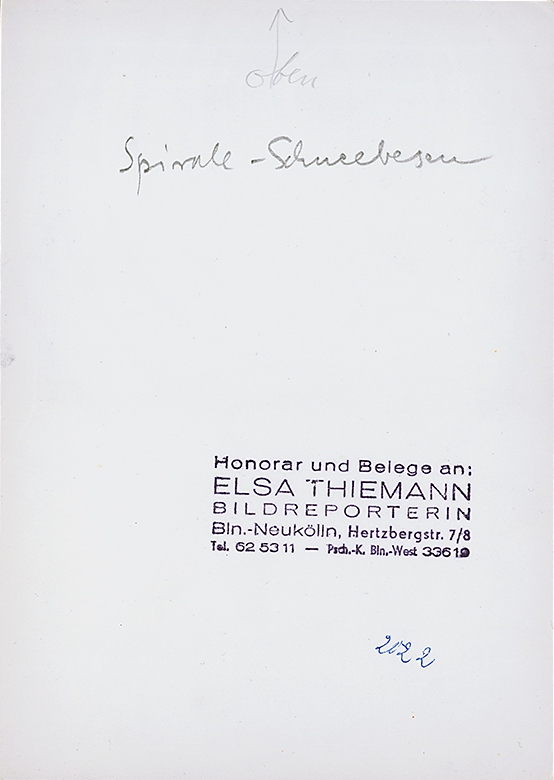 oben
Spirale - Schneebesen
Honorar und Belege an:
ELSA THIEMANN
BILDREPORTERIN
Bln.-Neukölln, Hertzbergstr. 7/8
Tel. 62 53 11 — Psch.-K. Bln.-West 33619
2022